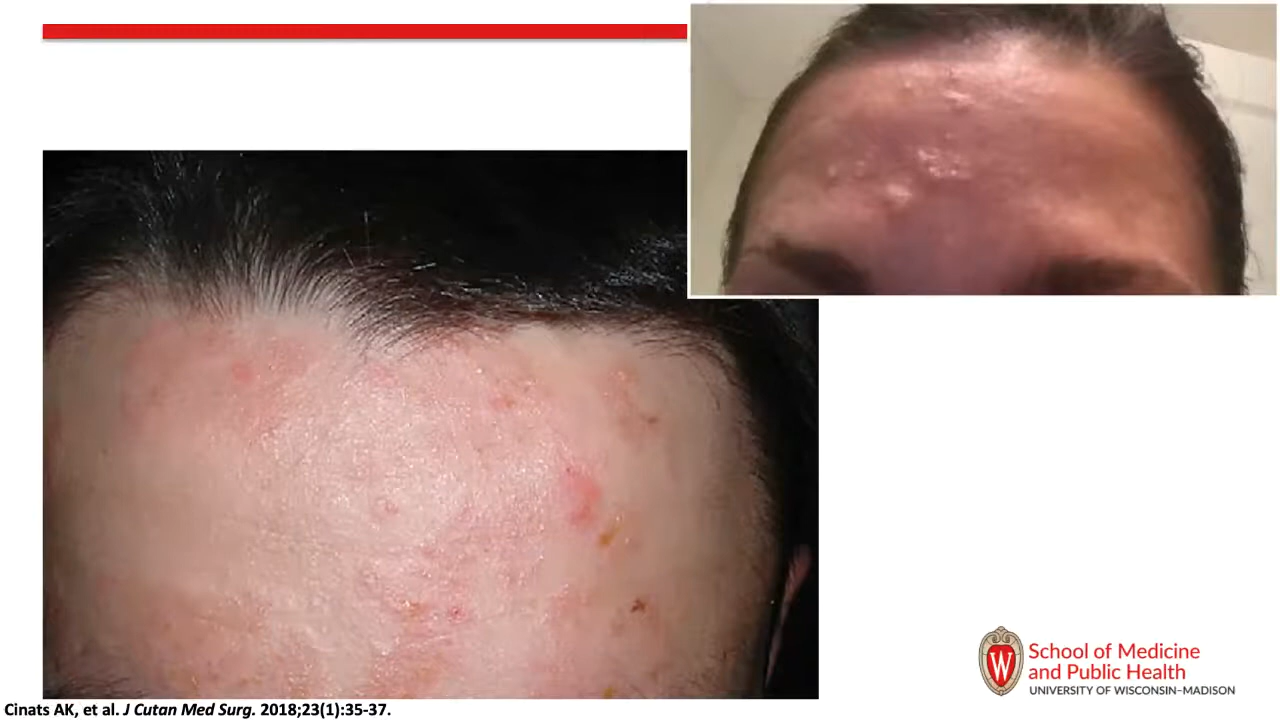 School of Medicine
and Public Health
UNIVERSITY OF WISCONSIN–MADISON
Cinats AK, et al. J Cutan Med Surg. 2018;23(1):35-37.